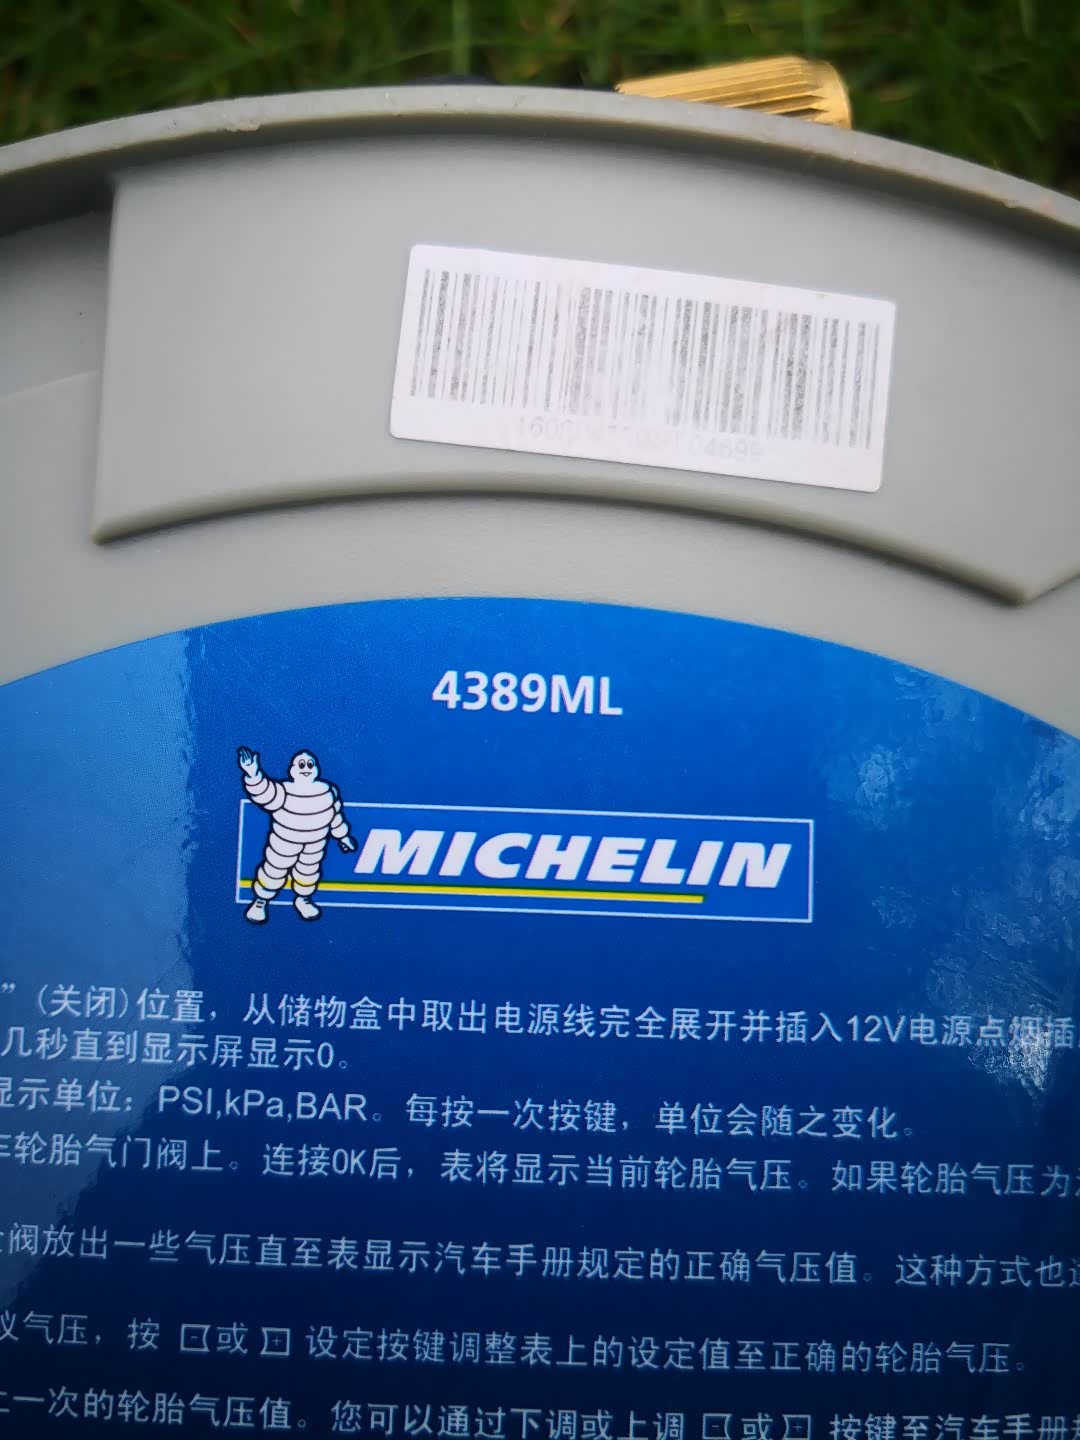 4389ML
MICHELIN
”(关闭)位置，从储物盒中取出电源线完全展开并插入12V电源点烟插
几秒直到显示屏显示0。
显示单位：PSI,kPa,BAR。每按一次按键，单位会随之变化。
车轮胎气门阀上。连接OK后，表将显示当前轮胎气压。如果轮胎气压为
阀放出一些气压直至表显示汽车手册规定的正确气压值。这种方式也
议气压，按 - 或 + 设定按键调整表上的设定值至正确的轮胎气压。
上一次的轮胎气压值。您可以通过下调或上调 - 或 + 按键至汽车手册